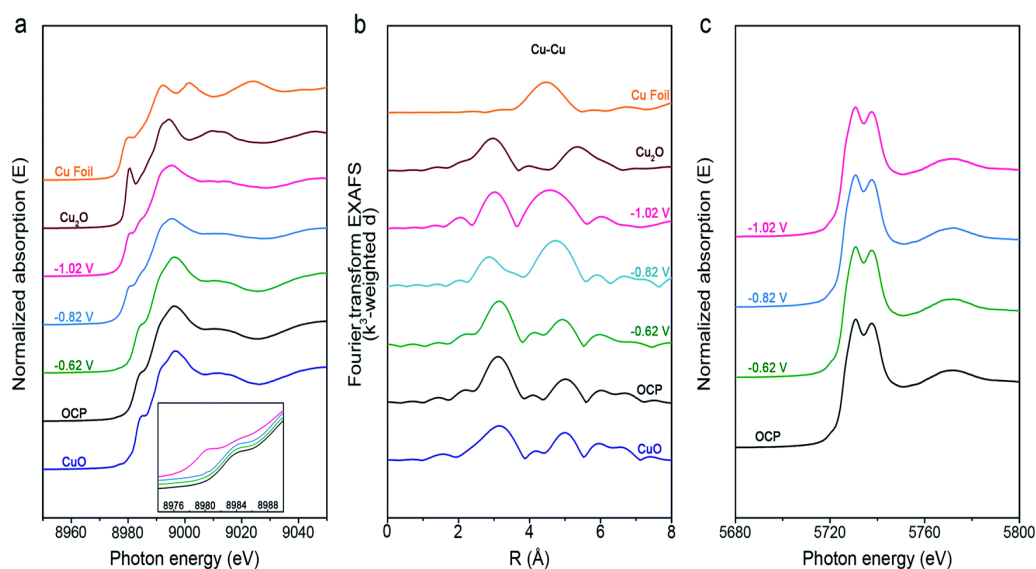 a
Normalized absorption (E)
Cu Foil
Cu2O
-1.02 V
-0.82 V
-0.62 V
OCP
CuO
8976 8980 8984 8988
8960 8980 9000 9020 9040
Photon energy (eV)
b
Fourier transform EXAFS
(k3-weighted d)
Cu-Cu
Cu Foil
Cu2O
-1.02 V
-0.82 V
-0.62 V
OCP
CuO
0 2 4 6 8
R (Å)
c
Normalized absorption (E)
-1.02 V
-0.82 V
-0.62 V
OCP
5680 5720 5760 5800
Photon energy (eV)